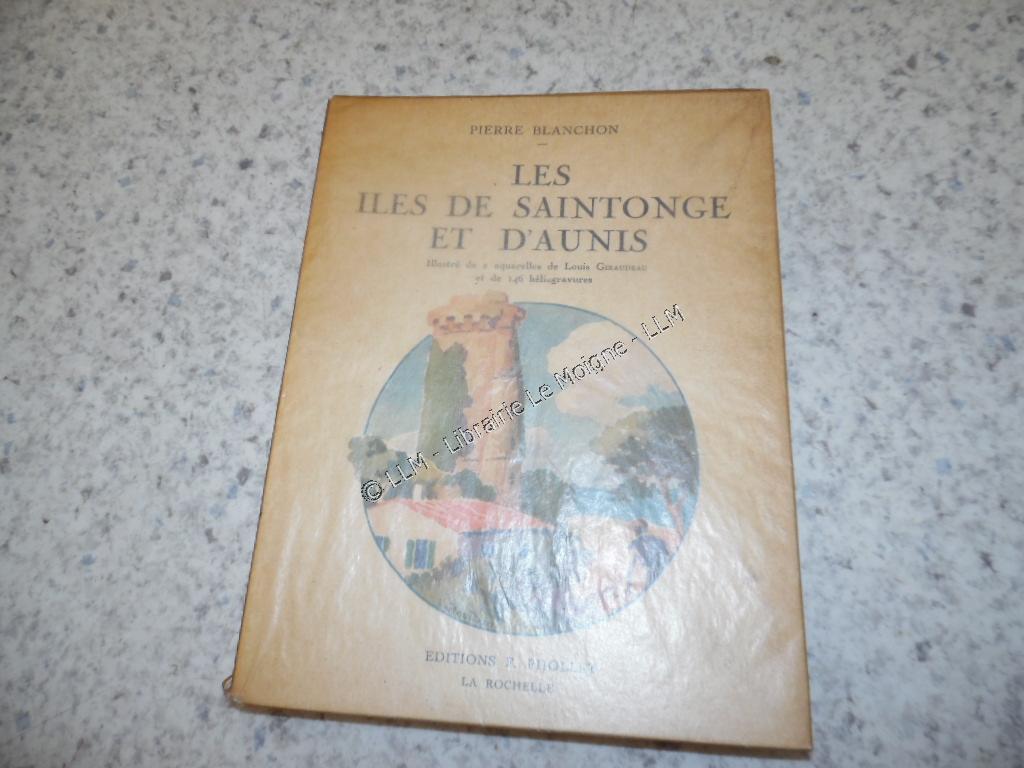 PIERRE BLANCHON
LES
ILES DE SAINTONGE
ET D'AUNIS
Illustré de 2 aquarelles de Louis GIRAUDEAU
et de 146 héliogravures
© LLM - Librairie Le Moigne - LLM
EDITIONS F. PIJOLLET
LA ROCHELLE